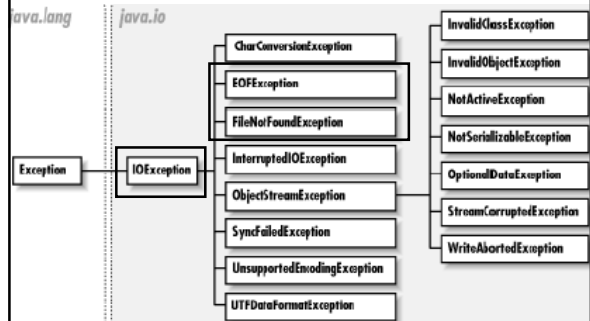 java.lang
java.io
CharConversionException
EOFException
FileNotFoundException
Exception
IOException
InterruptedIOException
ObjectStreamException
SyncFailedException
UnsupportedEncodingException
UTFDataFormatException
InvalidClassException
InvalidObjectException
NotActiveException
NotSerializableException
OptionalDataException
StreamCorruptedException
WriteAbortedException